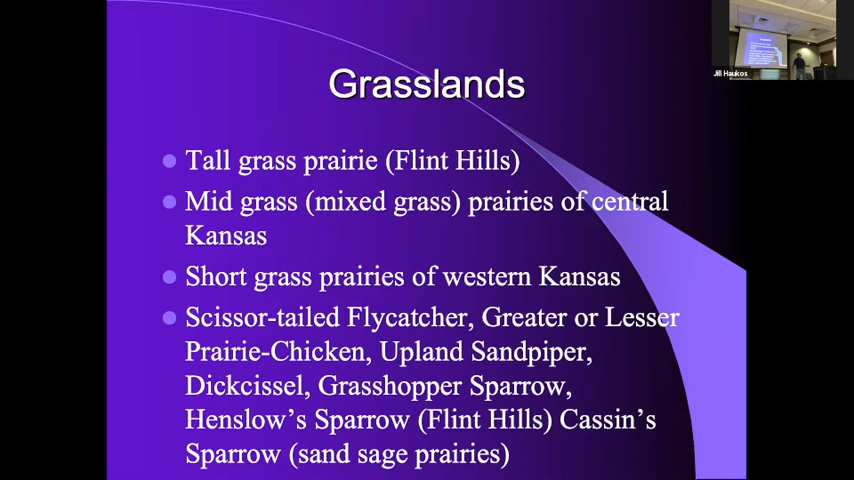 Grasslands
Jill Haukos
Tall grass prairie (Flint Hills)
Mid grass (mixed grass) prairies of central
Kansas
Short grass prairies of western Kansas
Scissor-tailed Flycatcher, Greater or Lesser
Prairie-Chicken, Upland Sandpiper,
Dickcissel, Grasshopper Sparrow,
Henslow’s Sparrow (Flint Hills) Cassin’s
Sparrow (sand sage prairies)